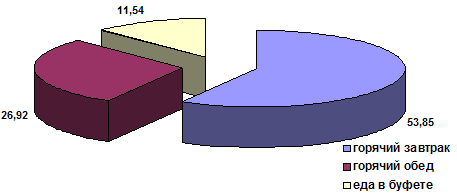 11,54
26,92
53,85
горячий завтрак
горячий обед
еда в буфете